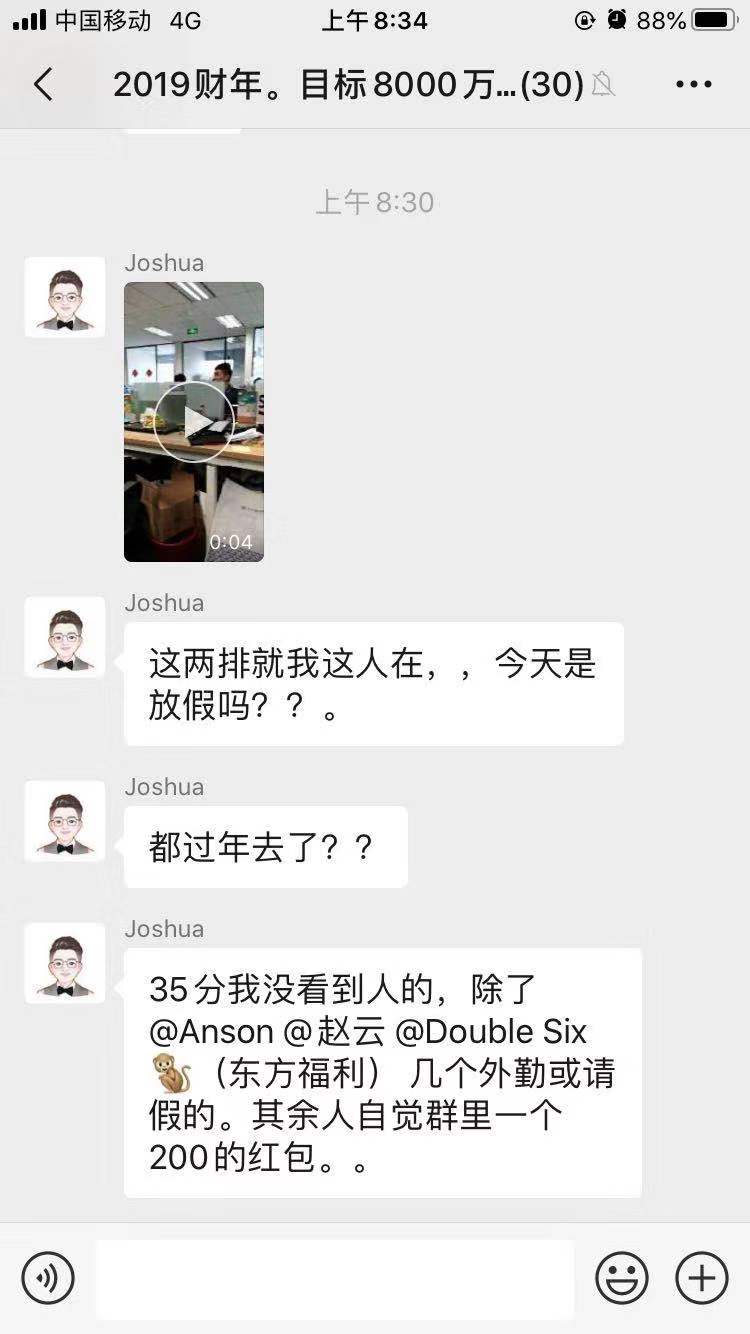 中国移动 4G 上午8:34 88%
2019财年。目标8000万...(30)
上午8:30
Joshua
0:04
Joshua
这两排就我这人在，，今天是
放假吗？？。
Joshua
都过年去了？？
Joshua
35分我没看到人的，除了
@Anson @赵云 @Double Six
🐒（东方福利） 几个外勤或请
假的。其余人自觉群里一个
200的红包。。